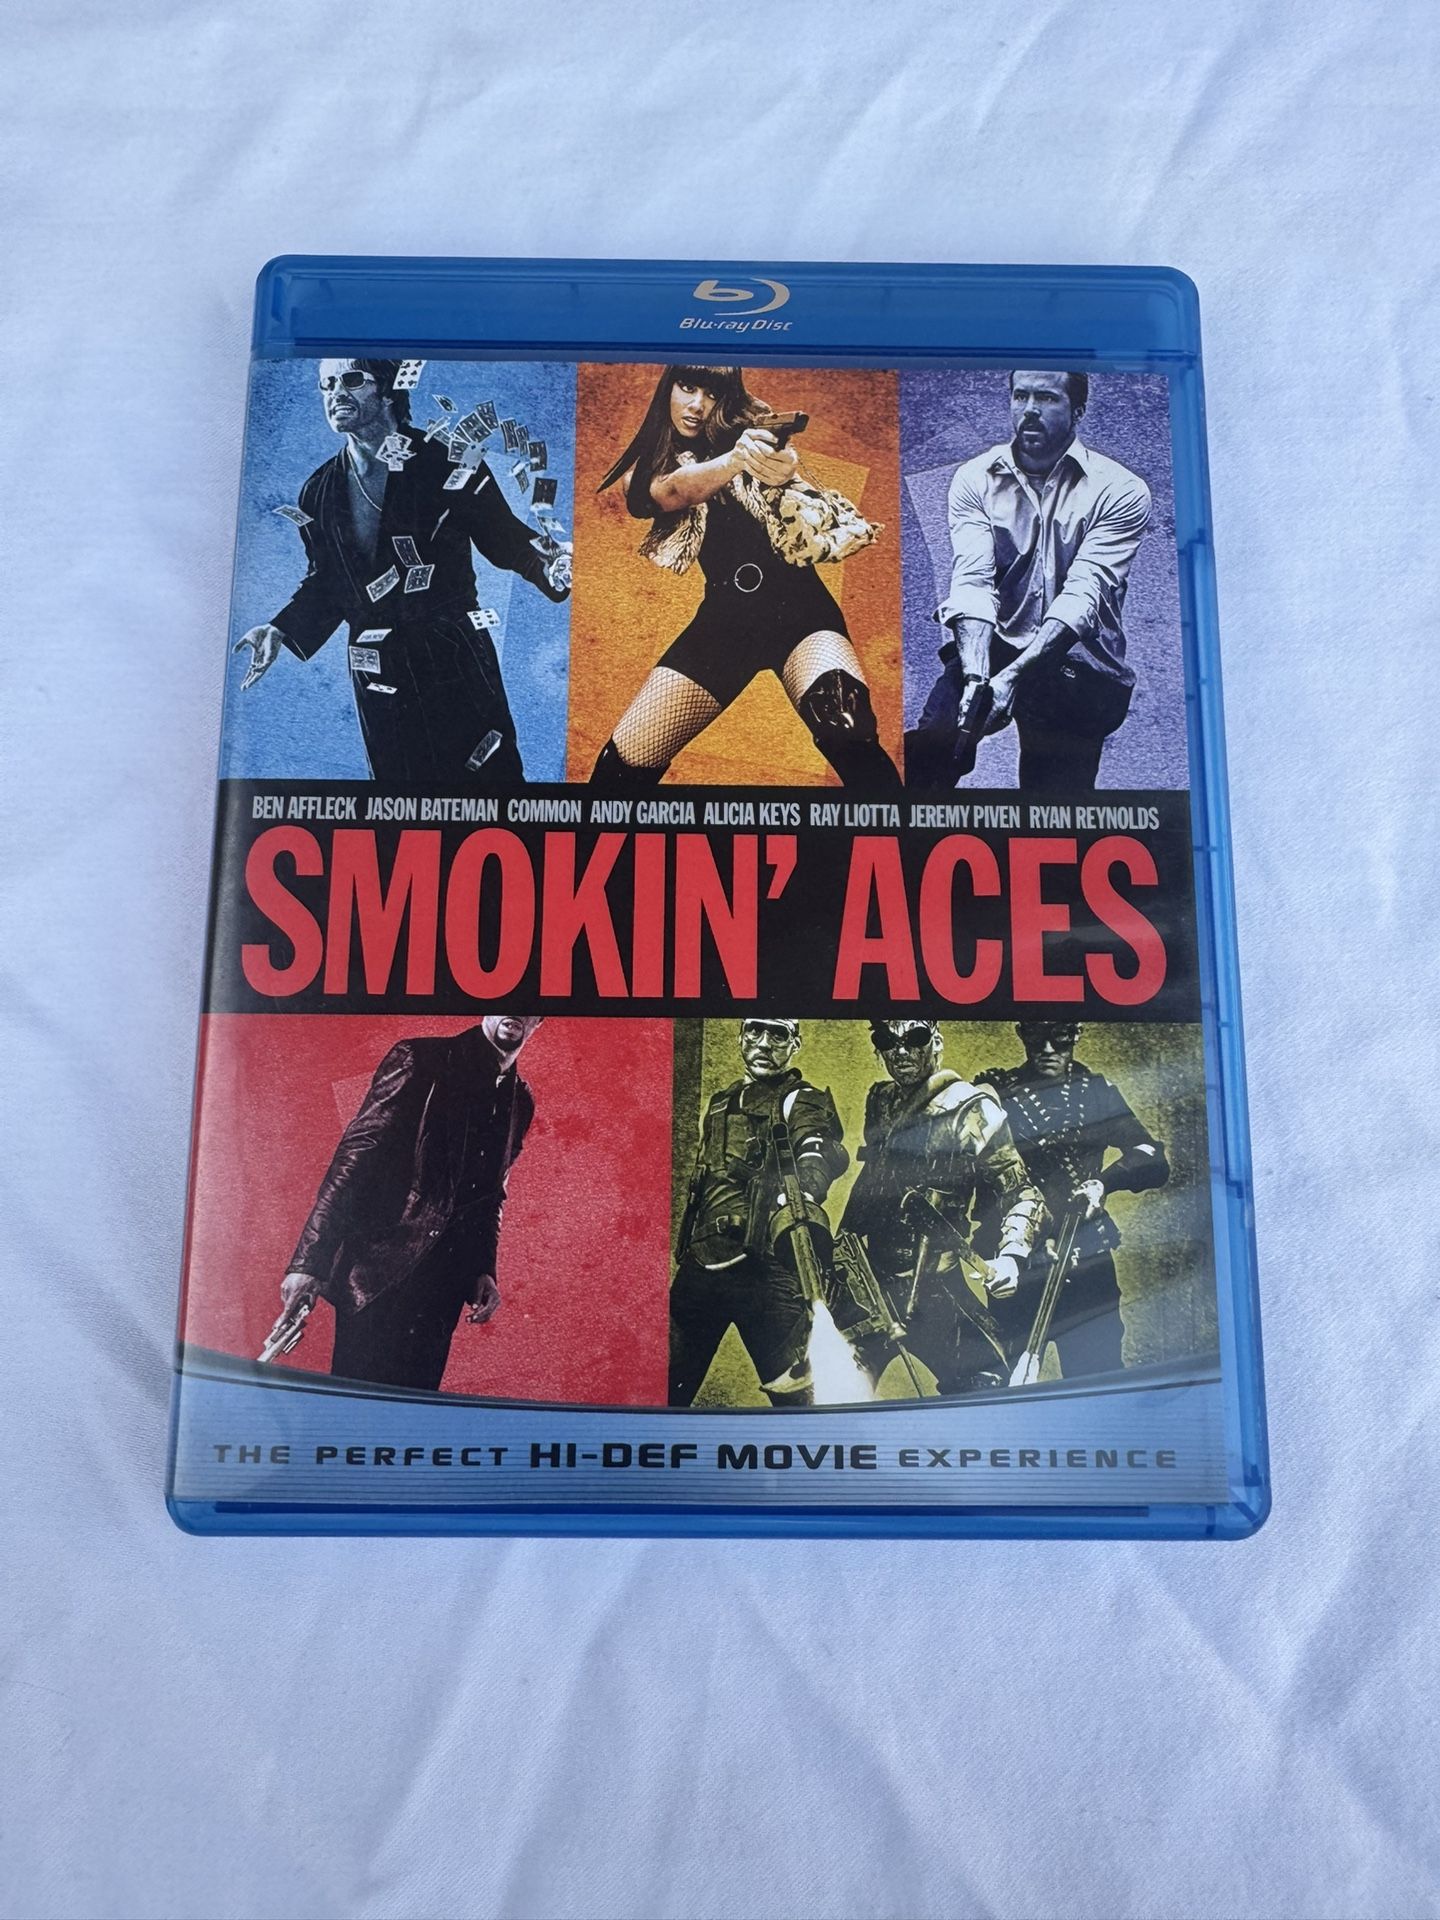 Blu-ray Disc
BEN AFFLECK JASON BATEMAN COMMON ANDY GARCIA ALICIA KEYS RAY LIOTTA JEREMY PIVEN RYAN REYNOLDS
SMOKIN' ACES
THE PERFECT HI-DEF MOVIE EXPERIENCE